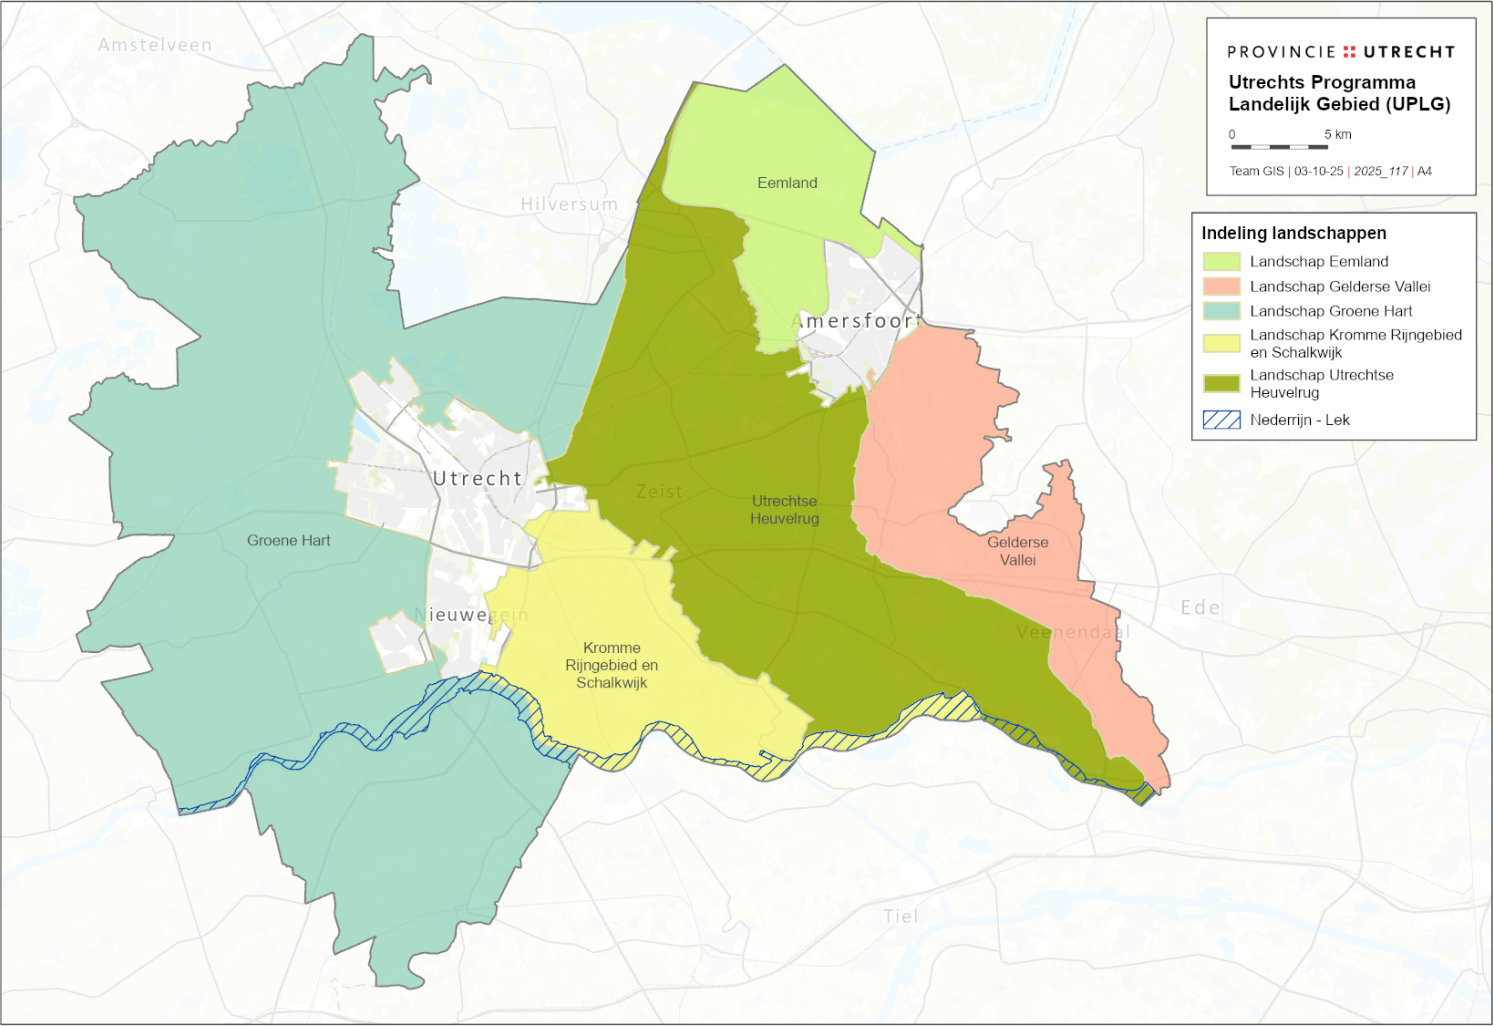 PROVINCIE UTRECHT
Utrechts Programma
Landelijk Gebied (UPLG)
0 5 km
Team GIS | 03-10-25 | 2025_117 | A4
Indeling landschappen
Landschap Eemland
Landschap Gelderse Vallei
Landschap Groene Hart
Landschap Kromme Rijngebied
en Schalkwijk
Landschap Utrechtse
Heuvelrug
Nederrijn - Lek
Amstelveen
Eemland
Hilversum
Amersfoort
Utrecht
Zeist
Utrechtse
Heuvelrug
Groene Hart
Gelderse
Vallei
Ede
Nieuwegein
Veenendaal
Kromme
Rijngebied en
Schalkwijk
Tiel